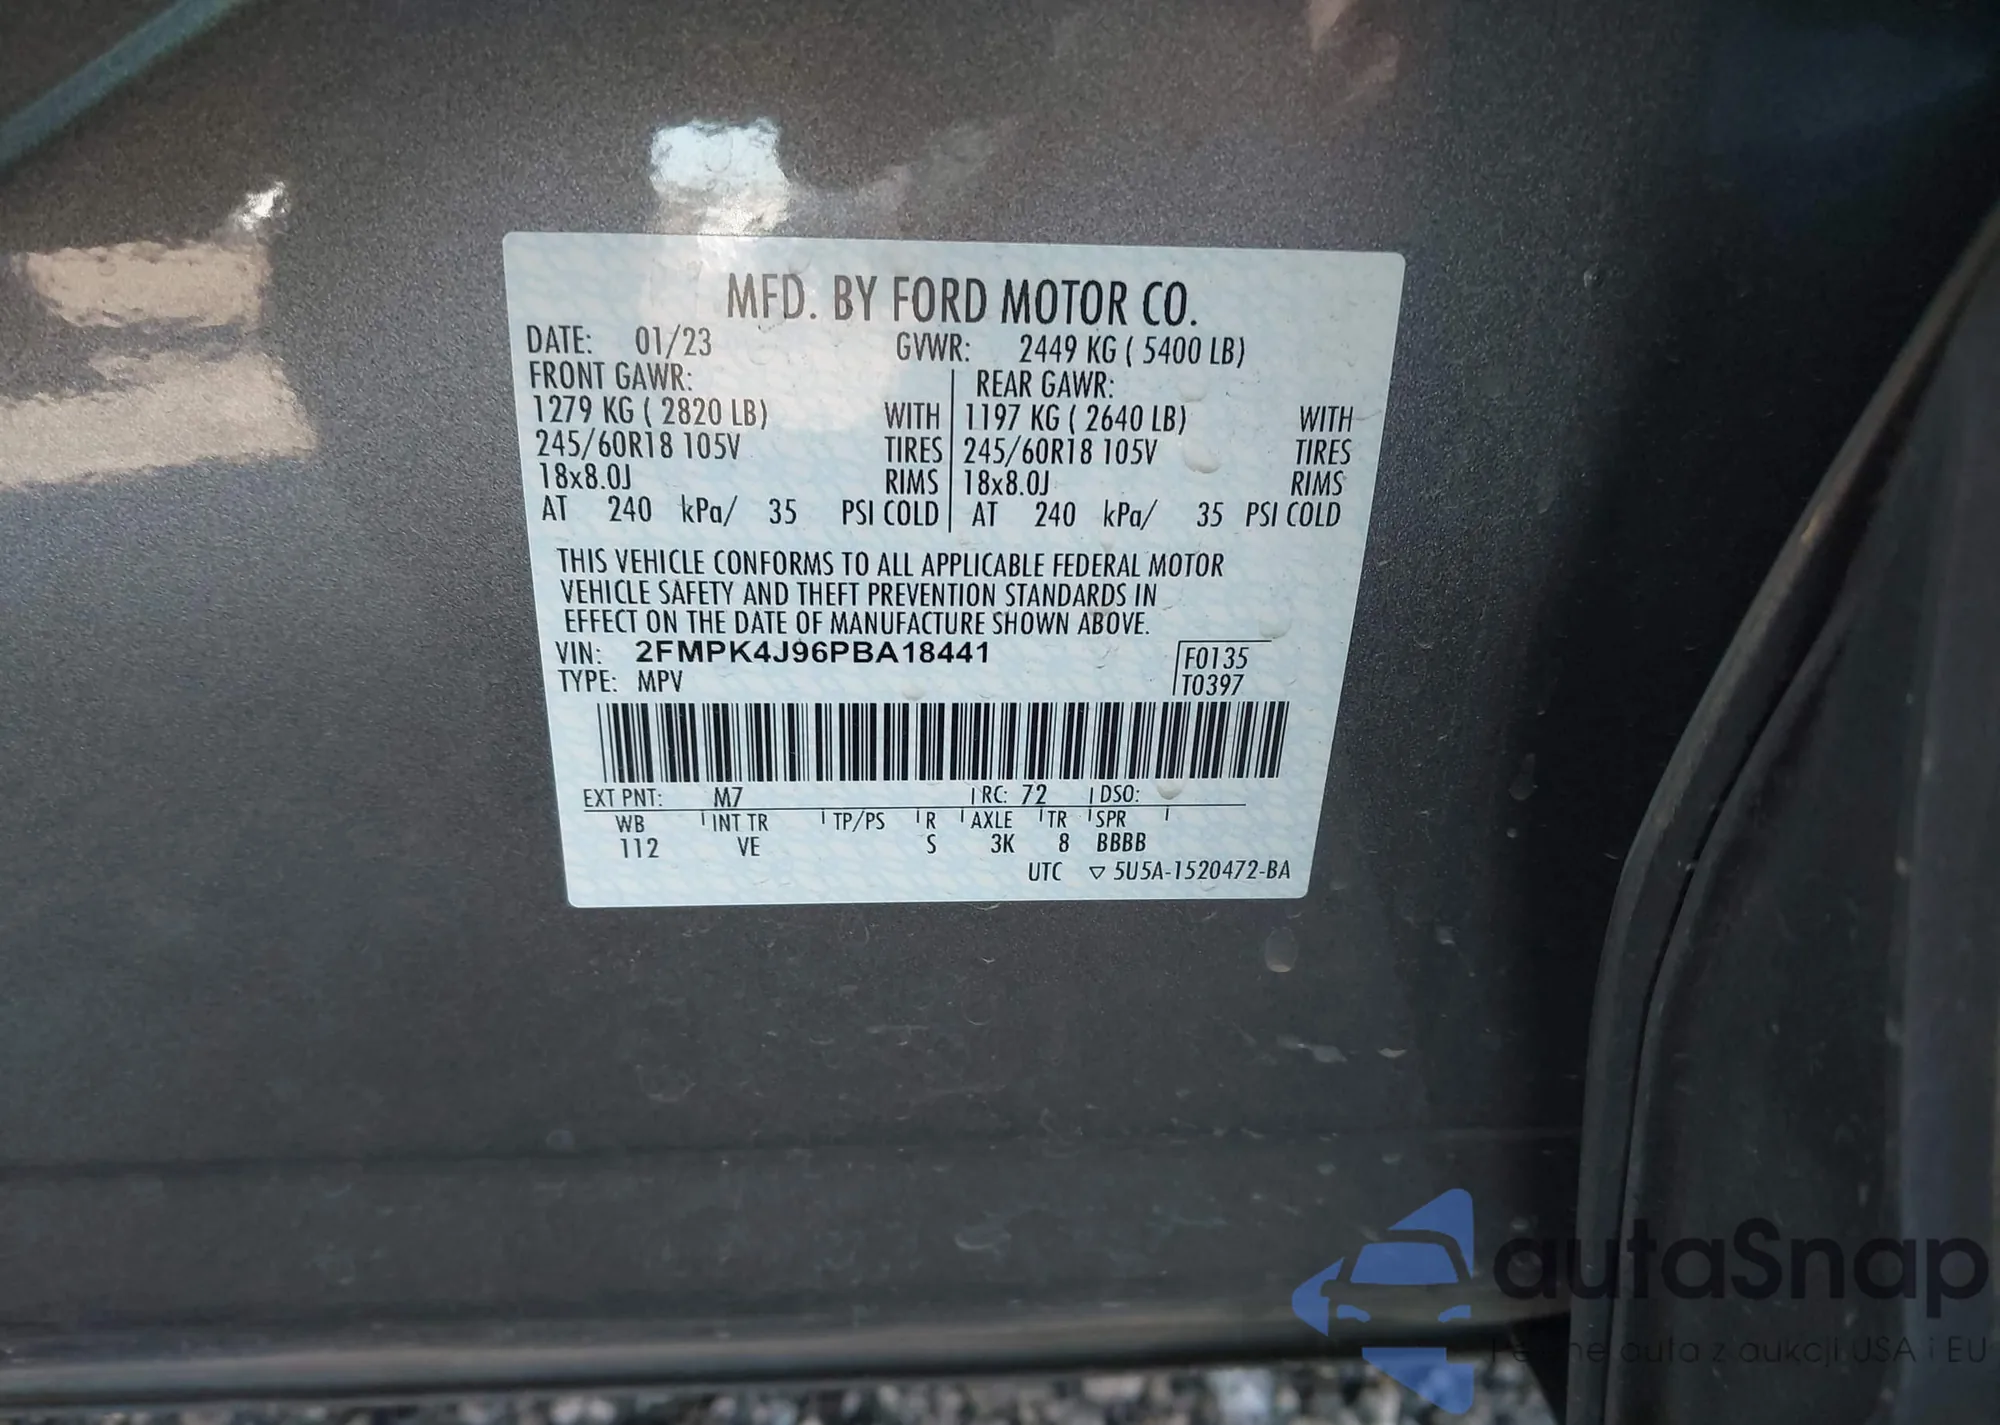 MFD. BY FORD MOTOR CO.
DATE: 01/23 GVWR: 2449 KG ( 5400 LB)
FRONT GAWR: REAR GAWR:
1279 KG ( 2820 LB) WITH 1197 KG ( 2640 LB) WITH
245/60R18 105V TIRES 245/60R18 105V TIRES
18x8.0J RIMS 18x8.0J RIMS
AT 240 kPa/ 35 PSI COLD AT 240 kPa/ 35 PSI COLD
THIS VEHICLE CONFORMS TO ALL APPLICABLE FEDERAL MOTOR
VEHICLE SAFETY AND THEFT PREVENTION STANDARDS IN
EFFECT ON THE DATE OF MANUFACTURE SHOWN ABOVE.
VIN: 2FMPK4J96PBA18441 F0135
TYPE: MPV T0397
EXT PNT: M7 RC: 72 DSO:
WB INT TR TP/PS R AXLE TR SPR
112 VE S 3K 8 BBBB
UTC ▽ 5U5A-1520472-BA
autaSnap
auta z aukcji USA i EU